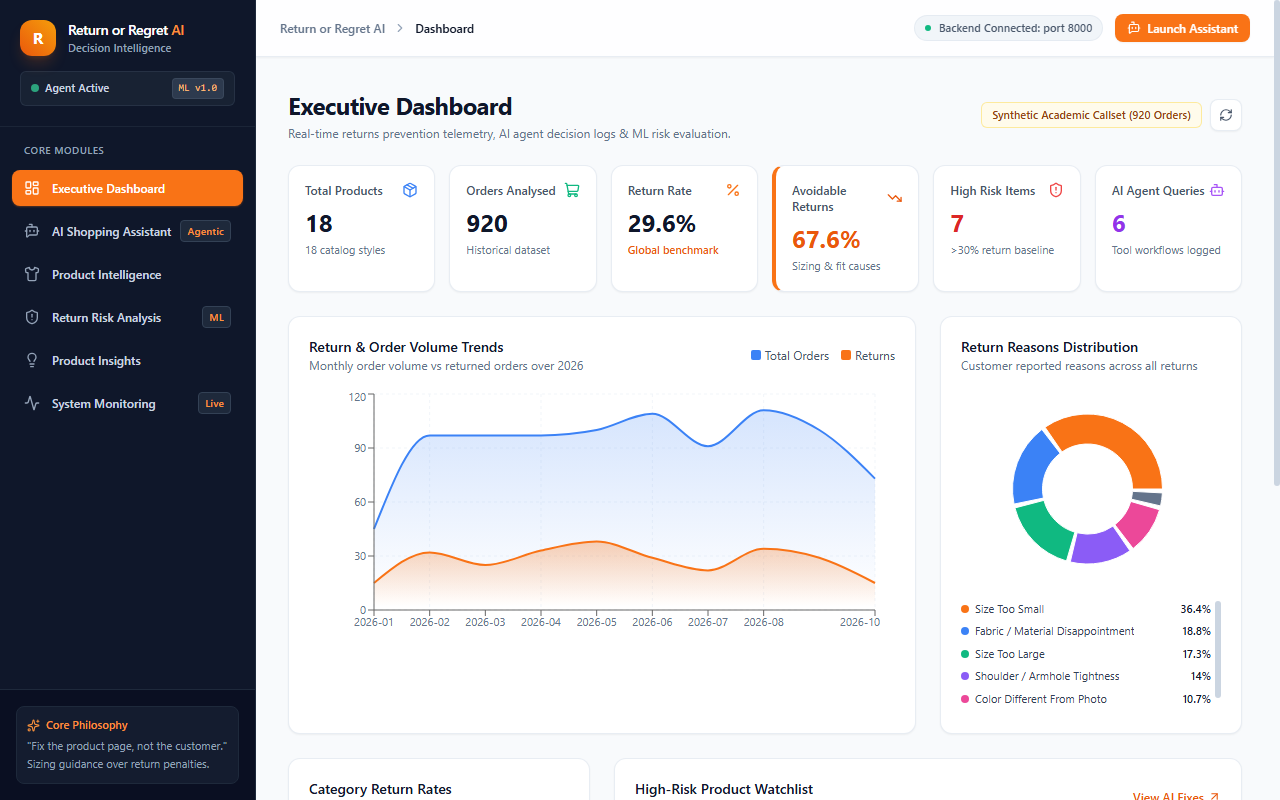 R
Return or Regret AI
Decision Intelligence
Agent Active
ML v1.0
CORE MODULES
Executive Dashboard
AI Shopping Assistant
Agentic
Product Intelligence
Return Risk Analysis
ML
Product Insights
System Monitoring
Live
Core Philosophy
"Fix the product page, not the customer."
Sizing guidance over return penalties.
Return or Regret AI
Dashboard
Backend Connected: port 8000
Launch Assistant
Executive Dashboard
Real-time returns prevention telemetry, AI agent decision logs & ML risk evaluation.
Synthetic Academic Callset (920 Orders)
Total Products
18
18 catalog styles
Orders Analysed
920
Historical dataset
Return Rate
29.6%
Global benchmark
Avoidable
Returns
67.6%
Sizing & fit causes
High Risk Items
7
>30% return baseline
AI Agent Queries
6
Tool workflows logged
Return & Order Volume Trends
Monthly order volume vs returned orders over 2026
Total Orders
Returns
120
90
60
30
0
2026-01
2026-02
2026-03
2026-04
2026-05
2026-06
2026-07
2026-08
2026-10
Return Reasons Distribution
Customer reported reasons across all returns
Size Too Small 36.4%
Fabric / Material Disappointment 18.8%
Size Too Large 17.3%
Shoulder / Armhole Tightness 14%
Color Different From Photo 10.7%
Category Return Rates
High-Risk Product Watchlist
View AI Fixes